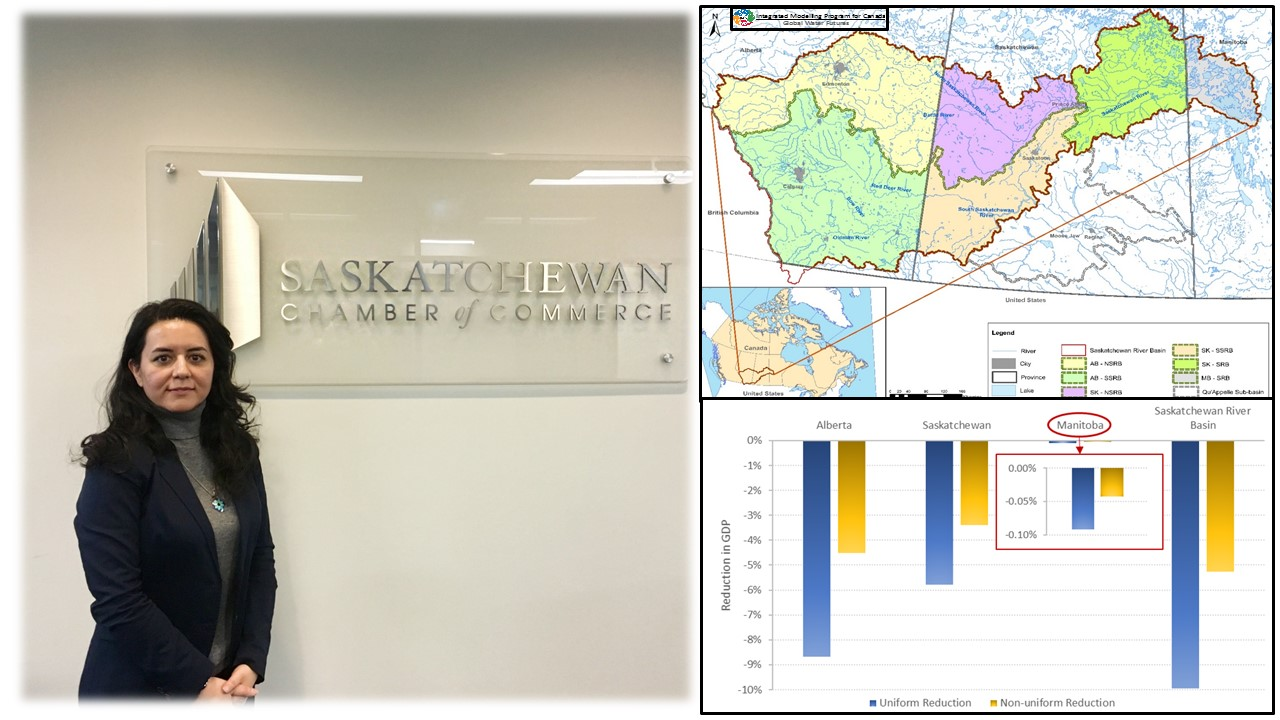 SASKATCHEWAN
CHAMBER of COMMERCE
N
Integrated Modelling Program for Canada
Global Water Futures
Alberta
Saskatchewan
Manitoba
Edmonton
North Saskatchewan River
Battle River
Prince Albert
Saskatchewan River
Saskatoon
Calgary
Red Deer River
Bow River
British Columbia
South Saskatchewan
River
Oldman River
Moose Jaw
Regina
United States
Canada
United States
Legend
River
City
Province
Lake
Saskatchewan River Basin
AB - NSRB
AB - SSRB
SK - NSRB
SK - SSRB
SK - SRB
MB - SRB
Qu'Appelle Sub-basin
Alberta
Saskatchewan
Manitoba
Saskatchewan River
Basin
Reduction in GDP
0%
-1%
-2%
-3%
-4%
-5%
-6%
-7%
-8%
-9%
-10%
0.00%
-0.05%
-0.10%
Uniform Reduction
Non-uniform Reduction